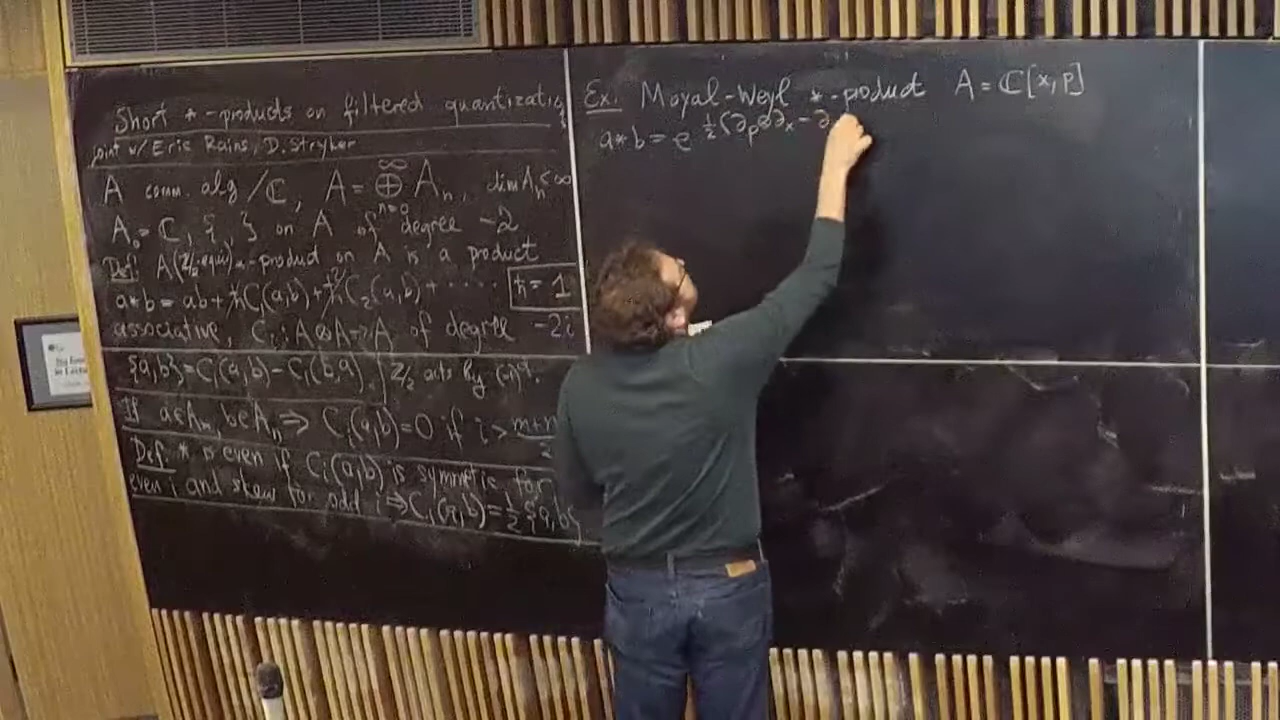 Short *-products on filtered quantizatio
joint w/ Eric Rains, D. Stryker
A comm. alg/ℂ, A = ⊕_{n=0}^{∞} A_n, dim A_n < ∞
A_0 = ℂ, { , } on A of degree -2
Def: A (ℤ/2-equiv) *-product on A is a product
a*b = ab + ℏC_1(a,b) + ℏ²C_2(a,b) + ····· ℏ = 1
associative, C_i: A⊗A→A of degree -2i
{a,b} = C_1(a,b) - C_1(b,a). ℤ/2 acts by (-1)^d.
If a∈A_m, b∈A_n ⇒ C_i(a,b) = 0 if i > m+n/2
Def: * is even if C_i(a,b) is symmetric for
even i and skew for odd i ⇒ C_1(a,b) = ½{a,b}
Ex. Moyal-Weyl *-product A = ℂ[x,p]
a*b = e^{½(∂_p⊗∂_x - ∂